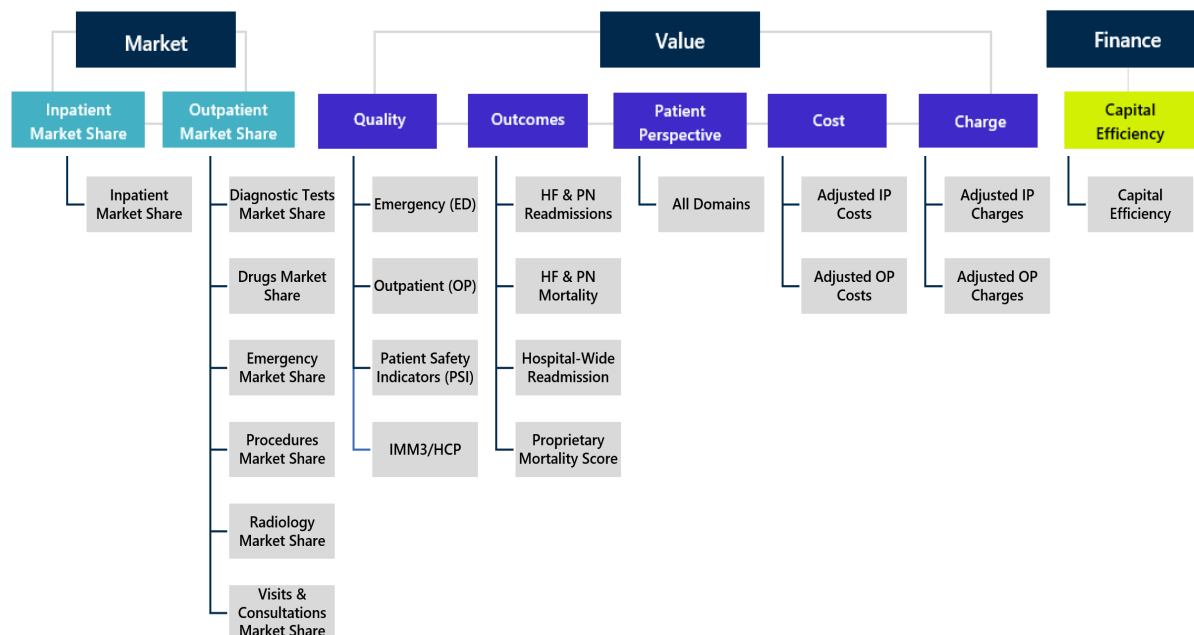 Market
Value
Finance
Inpatient
Market Share
Outpatient
Market Share
Quality
Outcomes
Patient
Perspective
Cost
Charge
Capital
Efficiency
Inpatient
Market Share
Diagnostic Tests
Market Share
Drugs Market
Share
Emergency
Market Share
Procedures
Market Share
Radiology
Market Share
Visits &
Consultations
Market Share
Emergency (ED)
Outpatient (OP)
Patient Safety
Indicators (PSI)
IMM3/HCP
HF & PN
Readmissions
HF & PN
Mortality
Hospital-Wide
Readmission
Proprietary
Mortality Score
All Domains
Adjusted IP
Costs
Adjusted OP
Costs
Adjusted IP
Charges
Adjusted OP
Charges
Capital
Efficiency